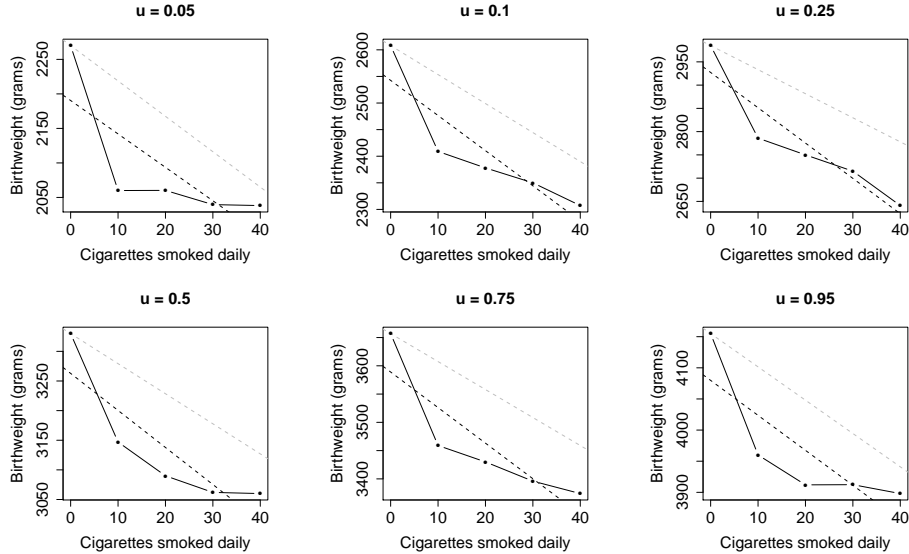 u = 0.05
u = 0.1
u = 0.25
Birthweight (grams)
2050
2150
2250
0 10 20 30 40
Cigarettes smoked daily
Birthweight (grams)
2300
2400
2500
2600
0 10 20 30 40
Cigarettes smoked daily
Birthweight (grams)
2650
2800
2950
0 10 20 30 40
Cigarettes smoked daily
u = 0.5
u = 0.75
u = 0.95
Birthweight (grams)
3050
3150
3250
0 10 20 30 40
Cigarettes smoked daily
Birthweight (grams)
3400
3500
3600
0 10 20 30 40
Cigarettes smoked daily
Birthweight (grams)
3900
4000
4100
0 10 20 30 40
Cigarettes smoked daily